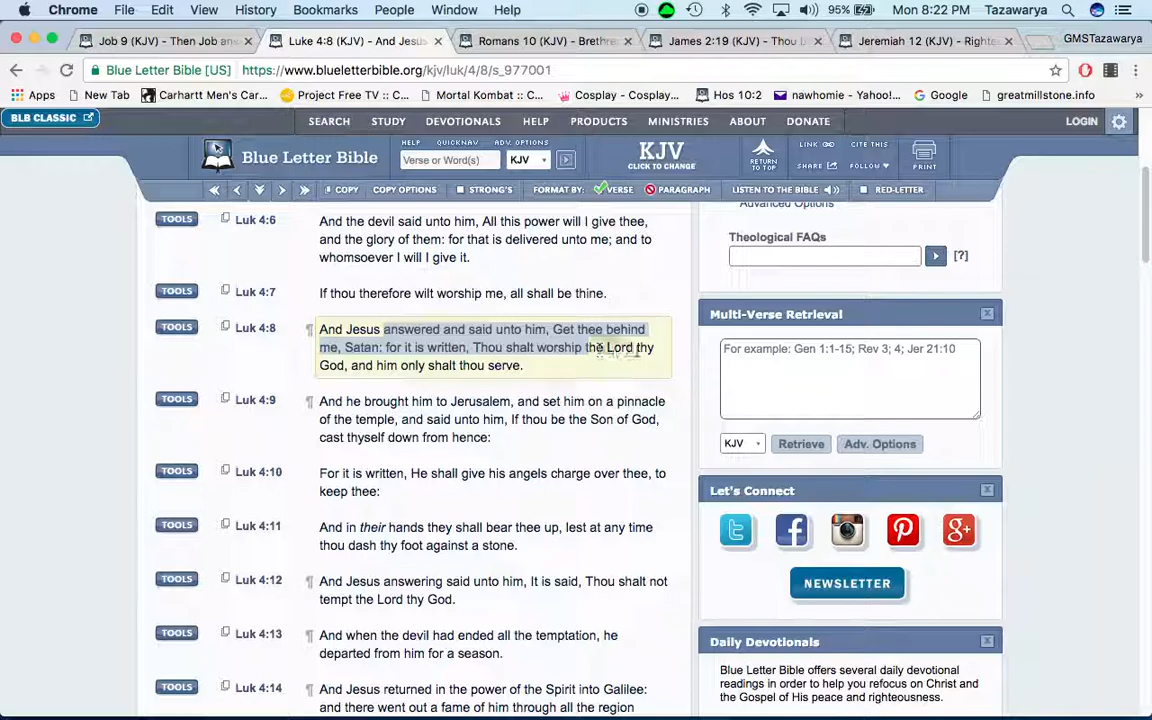 Chrome File Edit View History Bookmarks People Window Help 95% Mon 8:22 PM Tazawarya
Job 9 (KJV) - Then Job ans Luke 4:8 (KJV) - And Jesus Romans 10 (KJV) - Brethre James 2:19 (KJV) - Thou b Jeremiah 12 (KJV) - Righte GMSTazawarya
Blue Letter Bible [US] https://www.blueletterbible.org/kjv/luk/4/8/s_977001
Apps New Tab Carhartt Men's Car... Project Free TV :: C... Mortal Kombat :: C... Cosplay - Cosplay C... Hos 10:2 nawhomie - Yahoo!... Google greatmillstone.info »
BLB CLASSIC SEARCH STUDY DEVOTIONALS HELP PRODUCTS MINISTRIES ABOUT DONATE LOGIN
Blue Letter Bible
HELP QUICKNAV ADV. OPTIONS
Verse or Word(s) KJV
KJV
CLICK TO CHANGE
RETURN
TO TOP
LINK CITE THIS
SHARE FOLLOW
PRINT
COPY COPY OPTIONS STRONG'S FORMAT BY: VERSE PARAGRAPH LISTEN TO THE BIBLE RED-LETTER
TOOLS Luk 4:6 And the devil said unto him, All this power will I give thee,
and the glory of them: for that is delivered unto me; and to
whomsoever I will I give it.
TOOLS Luk 4:7 If thou therefore wilt worship me, all shall be thine.
TOOLS Luk 4:8 ¶ And Jesus answered and said unto him, Get thee behind
me, Satan: for it is written, Thou shalt worship the Lord thy
God, and him only shalt thou serve.
TOOLS Luk 4:9 ¶ And he brought him to Jerusalem, and set him on a pinnacle
of the temple, and said unto him, If thou be the Son of God,
cast thyself down from hence:
TOOLS Luk 4:10 For it is written, He shall give his angels charge over thee, to
keep thee:
TOOLS Luk 4:11 And in their hands they shall bear thee up, lest at any time
thou dash thy foot against a stone.
TOOLS Luk 4:12 ¶ And Jesus answering said unto him, It is said, Thou shalt not
tempt the Lord thy God.
TOOLS Luk 4:13 ¶ And when the devil had ended all the temptation, he
departed from him for a season.
TOOLS Luk 4:14 ¶ And Jesus returned in the power of the Spirit into Galilee:
and there went out a fame of him through all the region
Advanced Options
Theological FAQs
[?]
Multi-Verse Retrieval
For example: Gen 1:1-15; Rev 3; 4; Jer 21:10
KJV Retrieve Adv. Options
Let's Connect
NEWSLETTER
Daily Devotionals
Blue Letter Bible offers several daily devotional
readings in order to help you refocus on Christ and
the Gospel of His peace and righteousness.